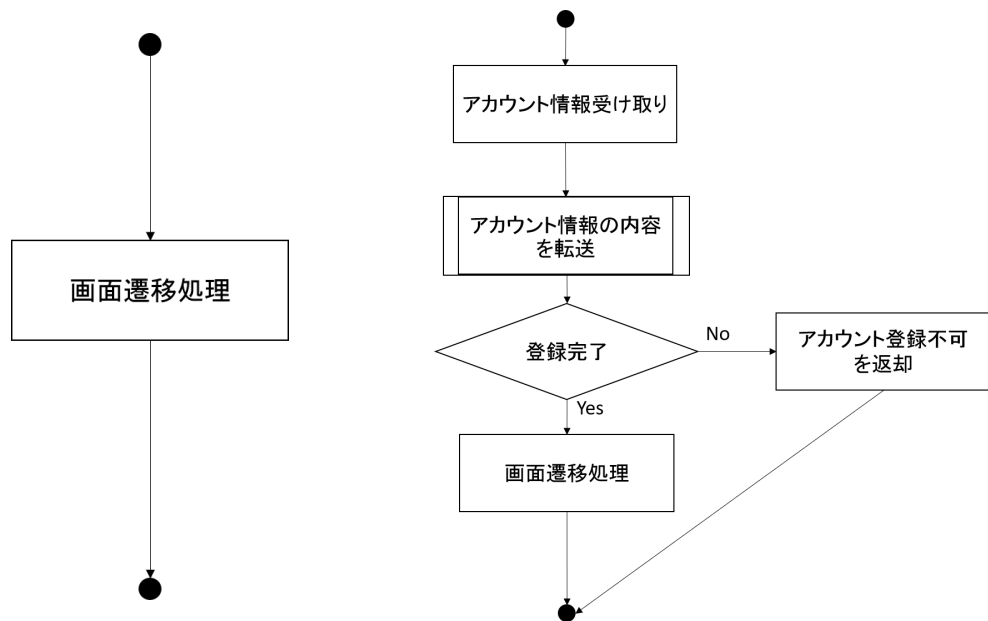 画面遷移処理
アカウント情報受け取り
アカウント情報の内容
を転送
登録完了
No
アカウント登録不可
を返却
Yes
画面遷移処理